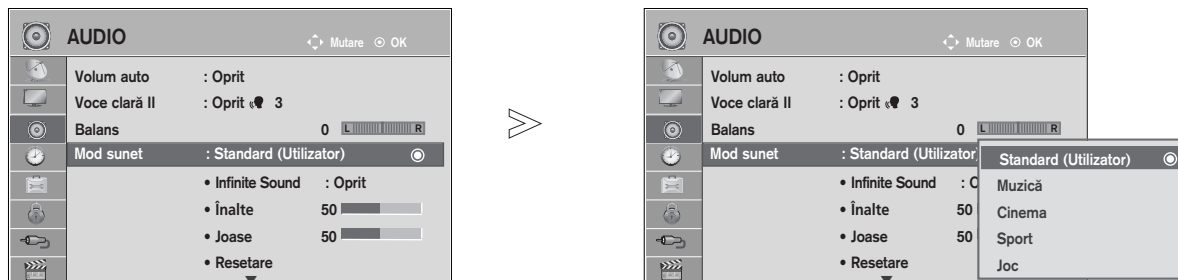 AUDIO
Mutare OK
Volum auto : Oprit
Voce clară II : Oprit 3
Balans 0 L R
Mod sunet : Standard (Utilizator)
• Infinite Sound : Oprit
• Înalte 50
• Joase 50
• Resetare
>
AUDIO
Mutare OK
Volum auto : Oprit
Voce clară II : Oprit 3
Balans 0 L R
Mod sunet : Standard (Utilizator)
• Infinite Sound : O
• Înalte 50
• Joase 50
• Resetare
Standard (Utilizator)
Muzică
Cinema
Sport
Joc